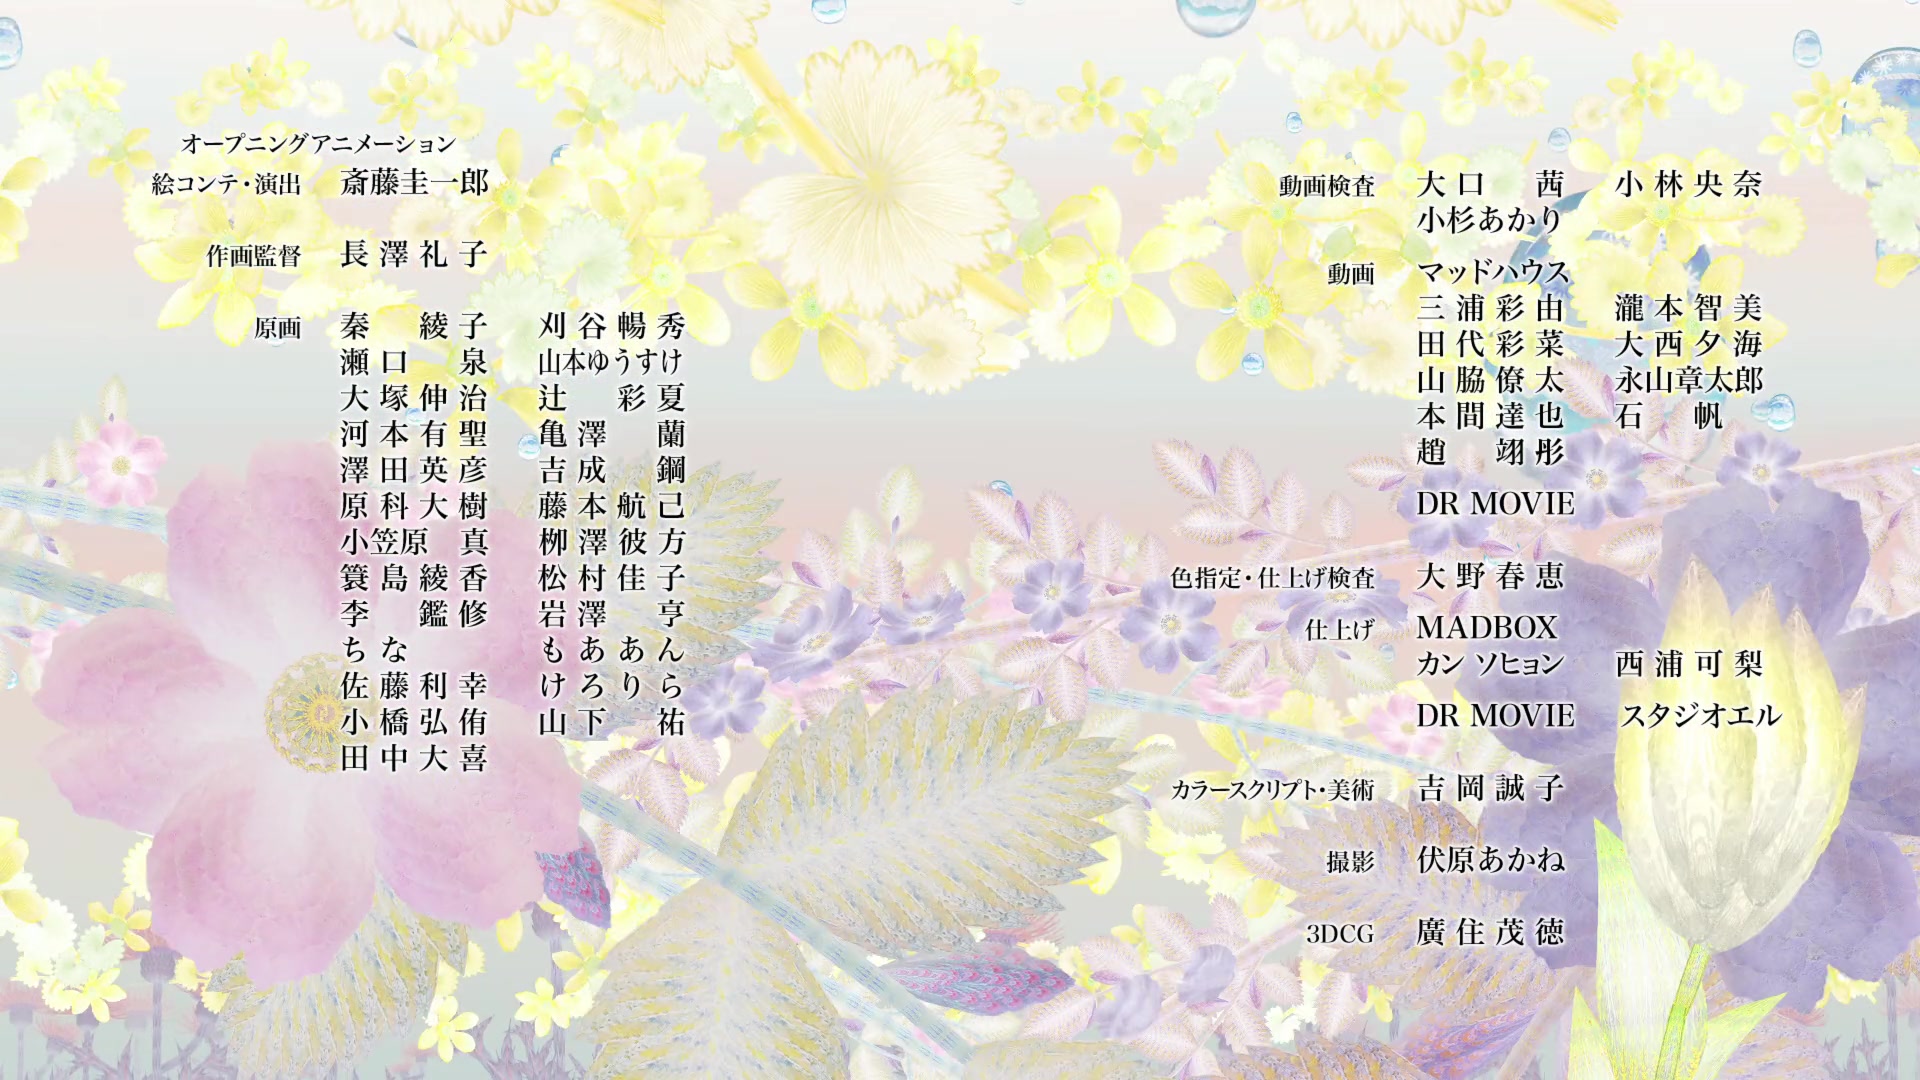 オープニングアニメーション
絵コンテ・演出 斎藤圭一郎
作画監督 長澤礼子
原画 秦 綾子 刈谷暢秀
瀬口 泉 山本ゆうすけ
大塚伸治 辻 彩夏
河本有聖 亀澤 蘭
澤田英彦 吉成 鋼
原科大樹 藤本航己
小笠原 真 栁澤彼方
簑島綾香 松村佳子
李 鑑修 岩澤 亨
ちな もああん
佐藤利幸 けろりら
小橋弘侑 山下 祐
田中大喜
動画検査 大口 茜 小林央奈
小杉あかり
動画 マッドハウス
三浦彩由 瀧本智美
田代彩菜 大西夕海
山脇僚太 永山章太郎
本間達也 石 帆
趙 翊彤
DR MOVIE
色指定・仕上げ検査 大野春恵
仕上げ MADBOX
カン ソヒョン 西浦可梨
DR MOVIE スタジオエル
カラースクリプト・美術 吉岡誠子
撮影 伏原あかね
3DCG 廣住茂徳